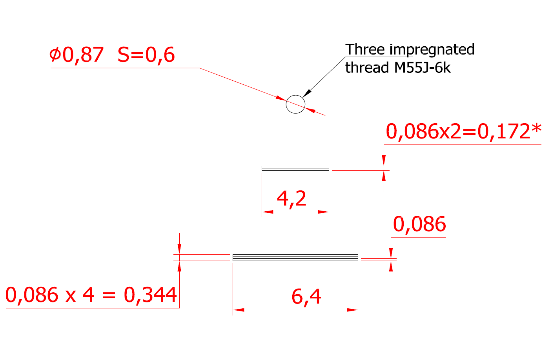 ⌀0,87 S=0,6
Three impregnated
thread M55J-6k
0,086x2=0,172*
4,2
0,086
0,086 x 4 = 0,344
6,4